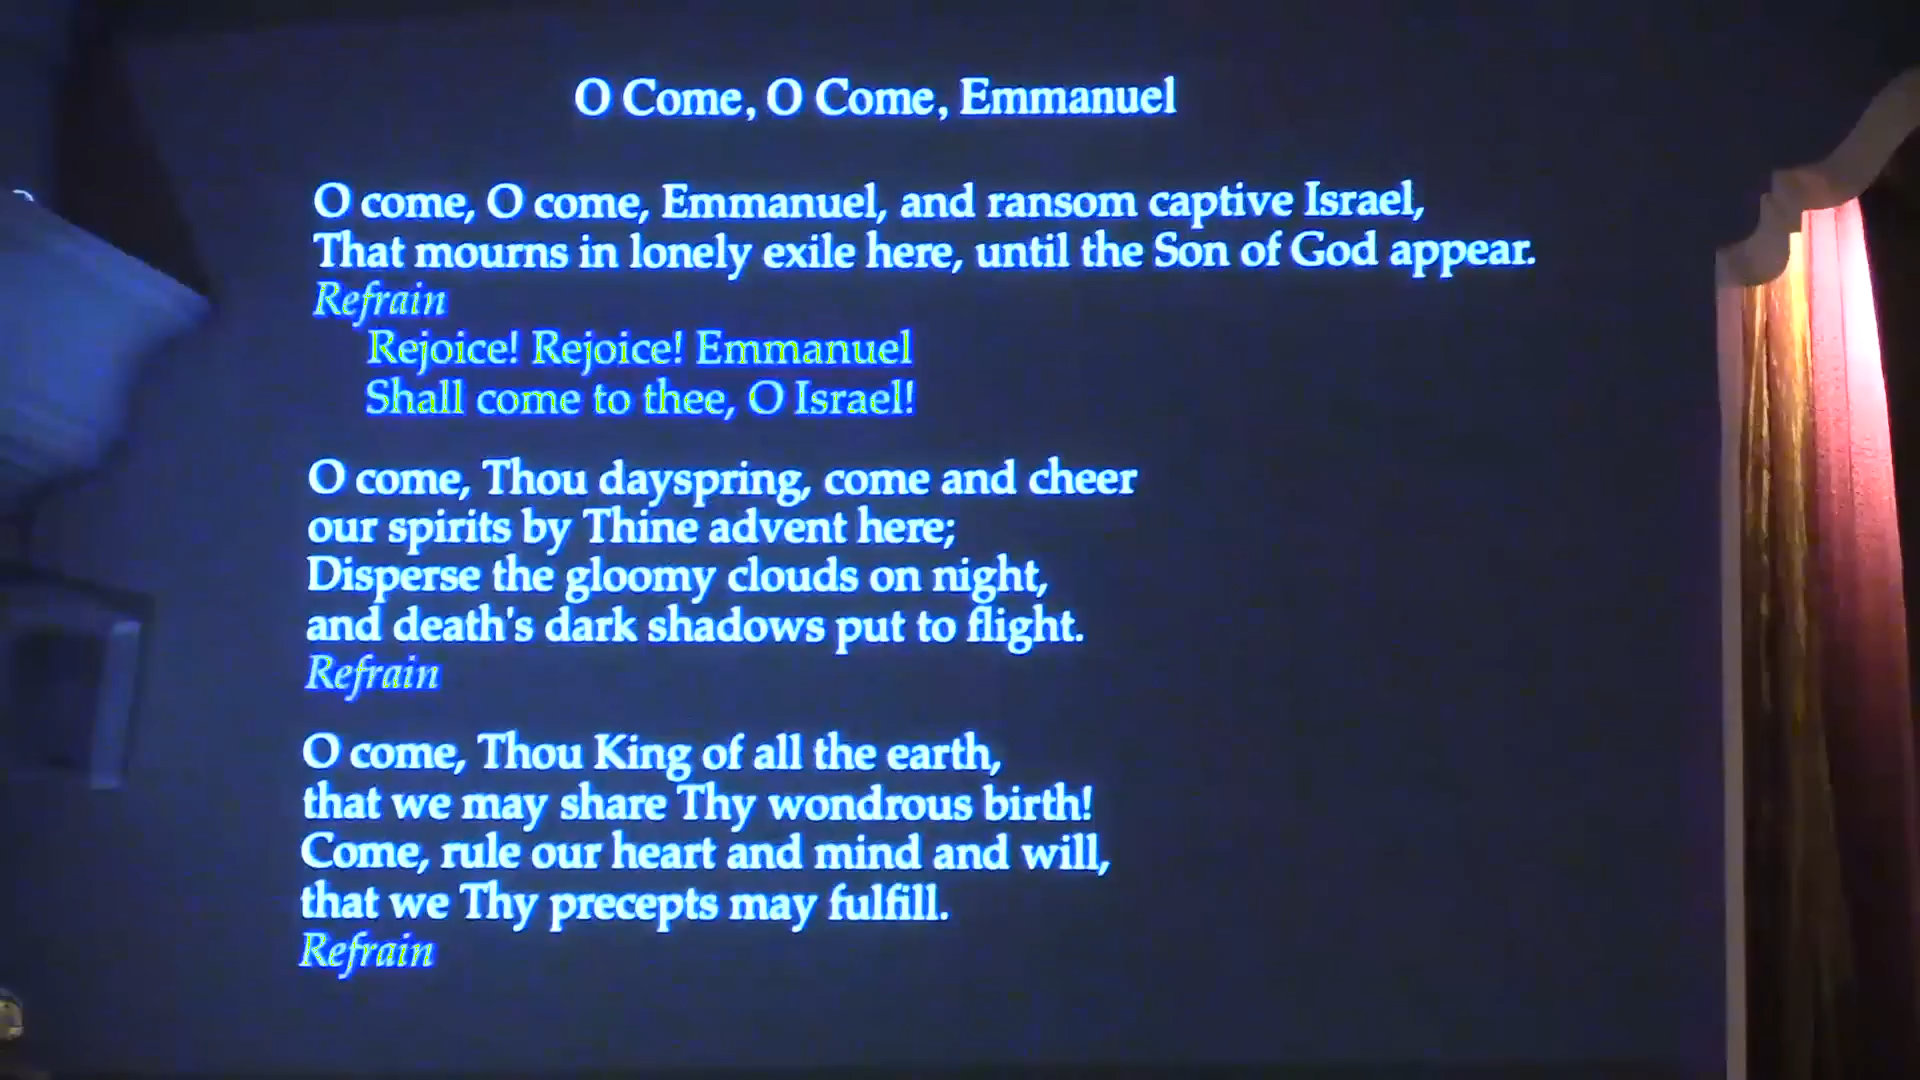 O Come, O Come, Emmanuel
O come, O come, Emmanuel, and ransom captive Israel,
That mourns in lonely exile here, until the Son of God appear.
Refrain
Rejoice! Rejoice! Emmanuel
Shall come to thee, O Israel!
O come, Thou dayspring, come and cheer
our spirits by Thine advent here;
Disperse the gloomy clouds on night,
and death's dark shadows put to flight.
Refrain
O come, Thou King of all the earth,
that we may share Thy wondrous birth!
Come, rule our heart and mind and will,
that we Thy precepts may fulfill.
Refrain